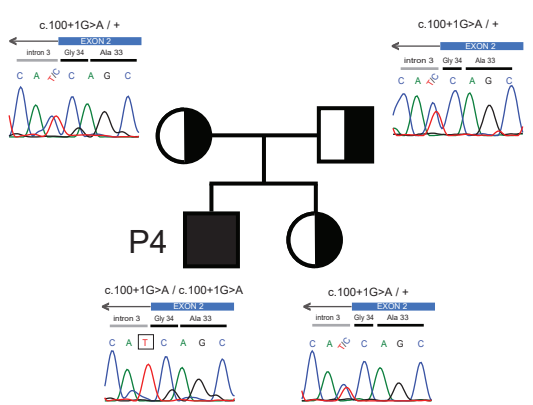 c.100+1G>A / +
EXON 2
intron 3 Gly 34 Ala 33
C A T/C C A G C
c.100+1G>A / +
EXON 2
intron 3 Gly 34 Ala 33
C A T/C C A G C
P4
c.100+1G>A / c.100+1G>A
EXON 2
intron 3 Gly 34 Ala 33
C A T C A G C
c.100+1G>A / +
EXON 2
intron 3 Gly 34 Ala 33
C A T/C C A G C